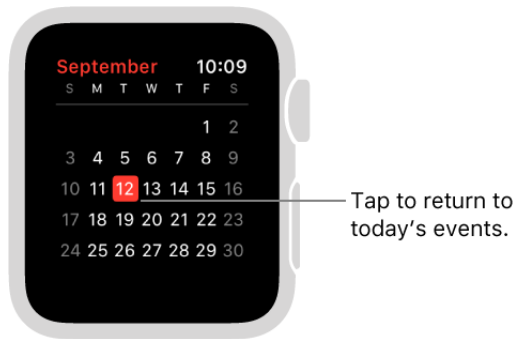 September 10:09
S M T W T F S
1 2
3 4 5 6 7 8 9
10 11 12 13 14 15 16
17 18 19 20 21 22 23
24 25 26 27 28 29 30
Tap to return to
today’s events.